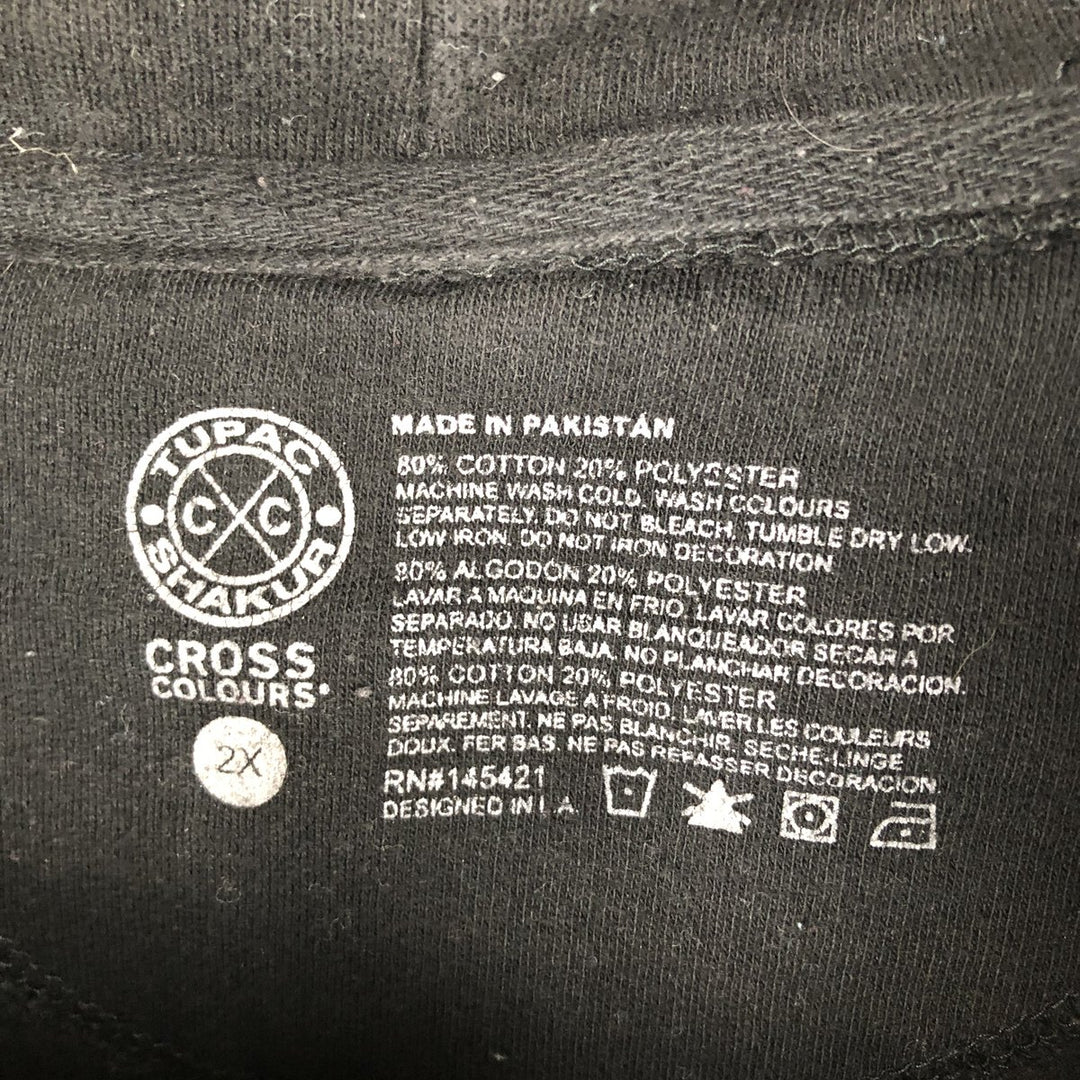 TUPAC
C C
SHAKUR
CROSS
COLOURS
2X
MADE IN PAKISTÁN
80% COTTON 20% POLYESTER
MACHINE WASH COLD. WASH COLOURS
SEPARATELY. DO NOT BLEACH. TUMBLE DRY LOW.
LOW IRON. DO NOT IRON DECORATION
80% ALGODÓN 20% POLYESTER
LAVAR A MAQUINA EN FRIO. LAVAR COLORES POR
SEPARADO. NO USAR BLANQUEADOR SECAR A
TEMPERATURA BAJA. NO PLANCHAR DECORACION.
80% COTTON 20% POLYESTER
MACHINE LAVAGE A FROID. LAVER LES COULEURS
SEPAREMENT. NE PAS BLANCHIR. SECHE-LINGE
DOUX. FER BAS. NE PAS REPASSER DECORACION.
RN#145421
DESIGNED IN L.A.